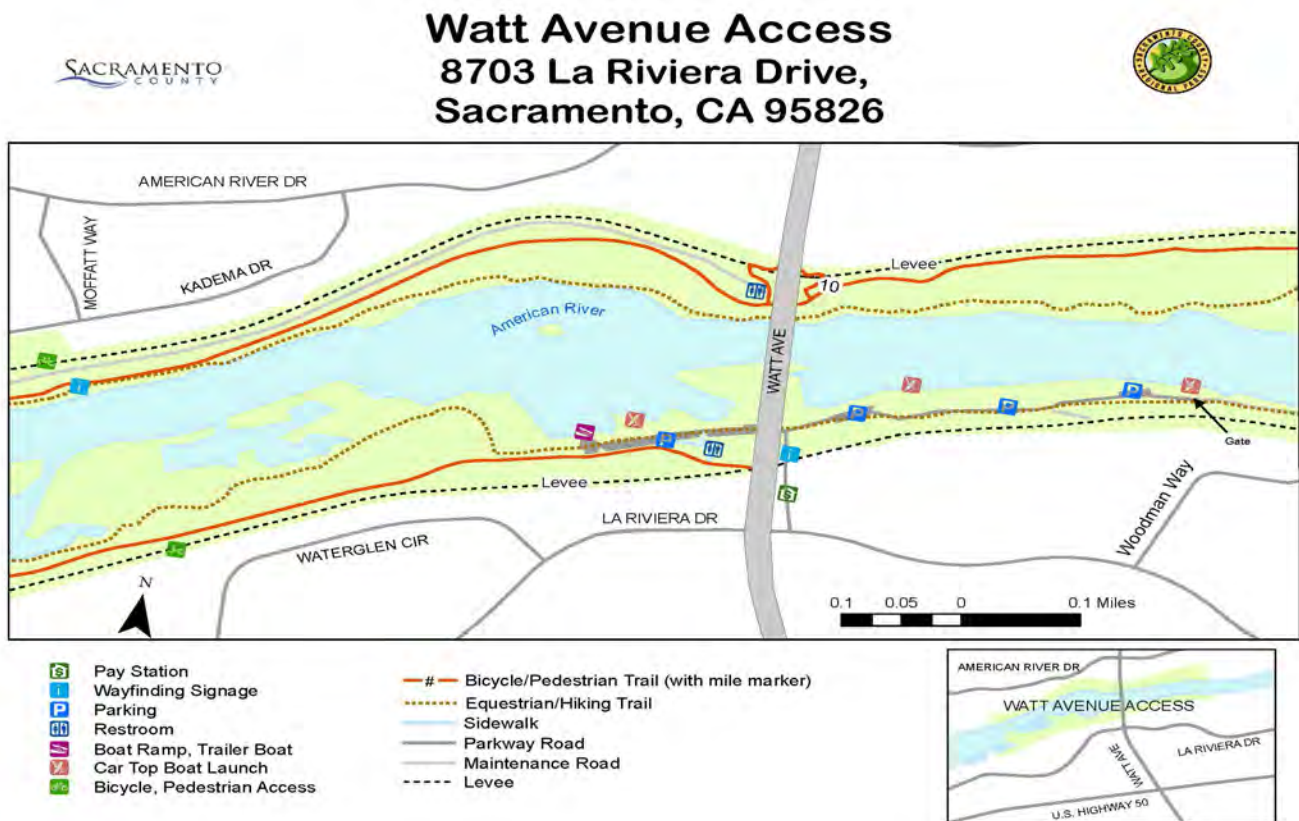 Watt Avenue Access
8703 La Riviera Drive,
Sacramento, CA 95826
SACRAMENTO
COUNTY
SACRAMENTO COUNTY
REGIONAL PARKS
AMERICAN RIVER DR
MOFFATT WAY
KADEMA DR
American River
Levee
10
WATT AVE
i
P
P
P
P
i
$
Gate
Levee
LA RIVIERA DR
WATERGLEN CIR
Woodman Way
N
0.1 0.05 0 0.1 Miles
$ Pay Station
i Wayfinding Signage
P Parking
Restroom
Boat Ramp, Trailer Boat
Car Top Boat Launch
Bicycle, Pedestrian Access
# Bicycle/Pedestrian Trail (with mile marker)
Equestrian/Hiking Trail
Sidewalk
Parkway Road
Maintenance Road
Levee
AMERICAN RIVER DR
WATT AVENUE ACCESS
LA RIVIERA DR
WATT AVE
U.S. HIGHWAY 50